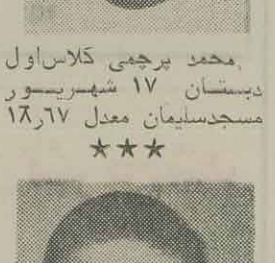 محمد پرچمی کلاس اول
دبستان ۱۷ شهریور
مسجدسلیمان معدل ۱۸٫۶۷
★★★